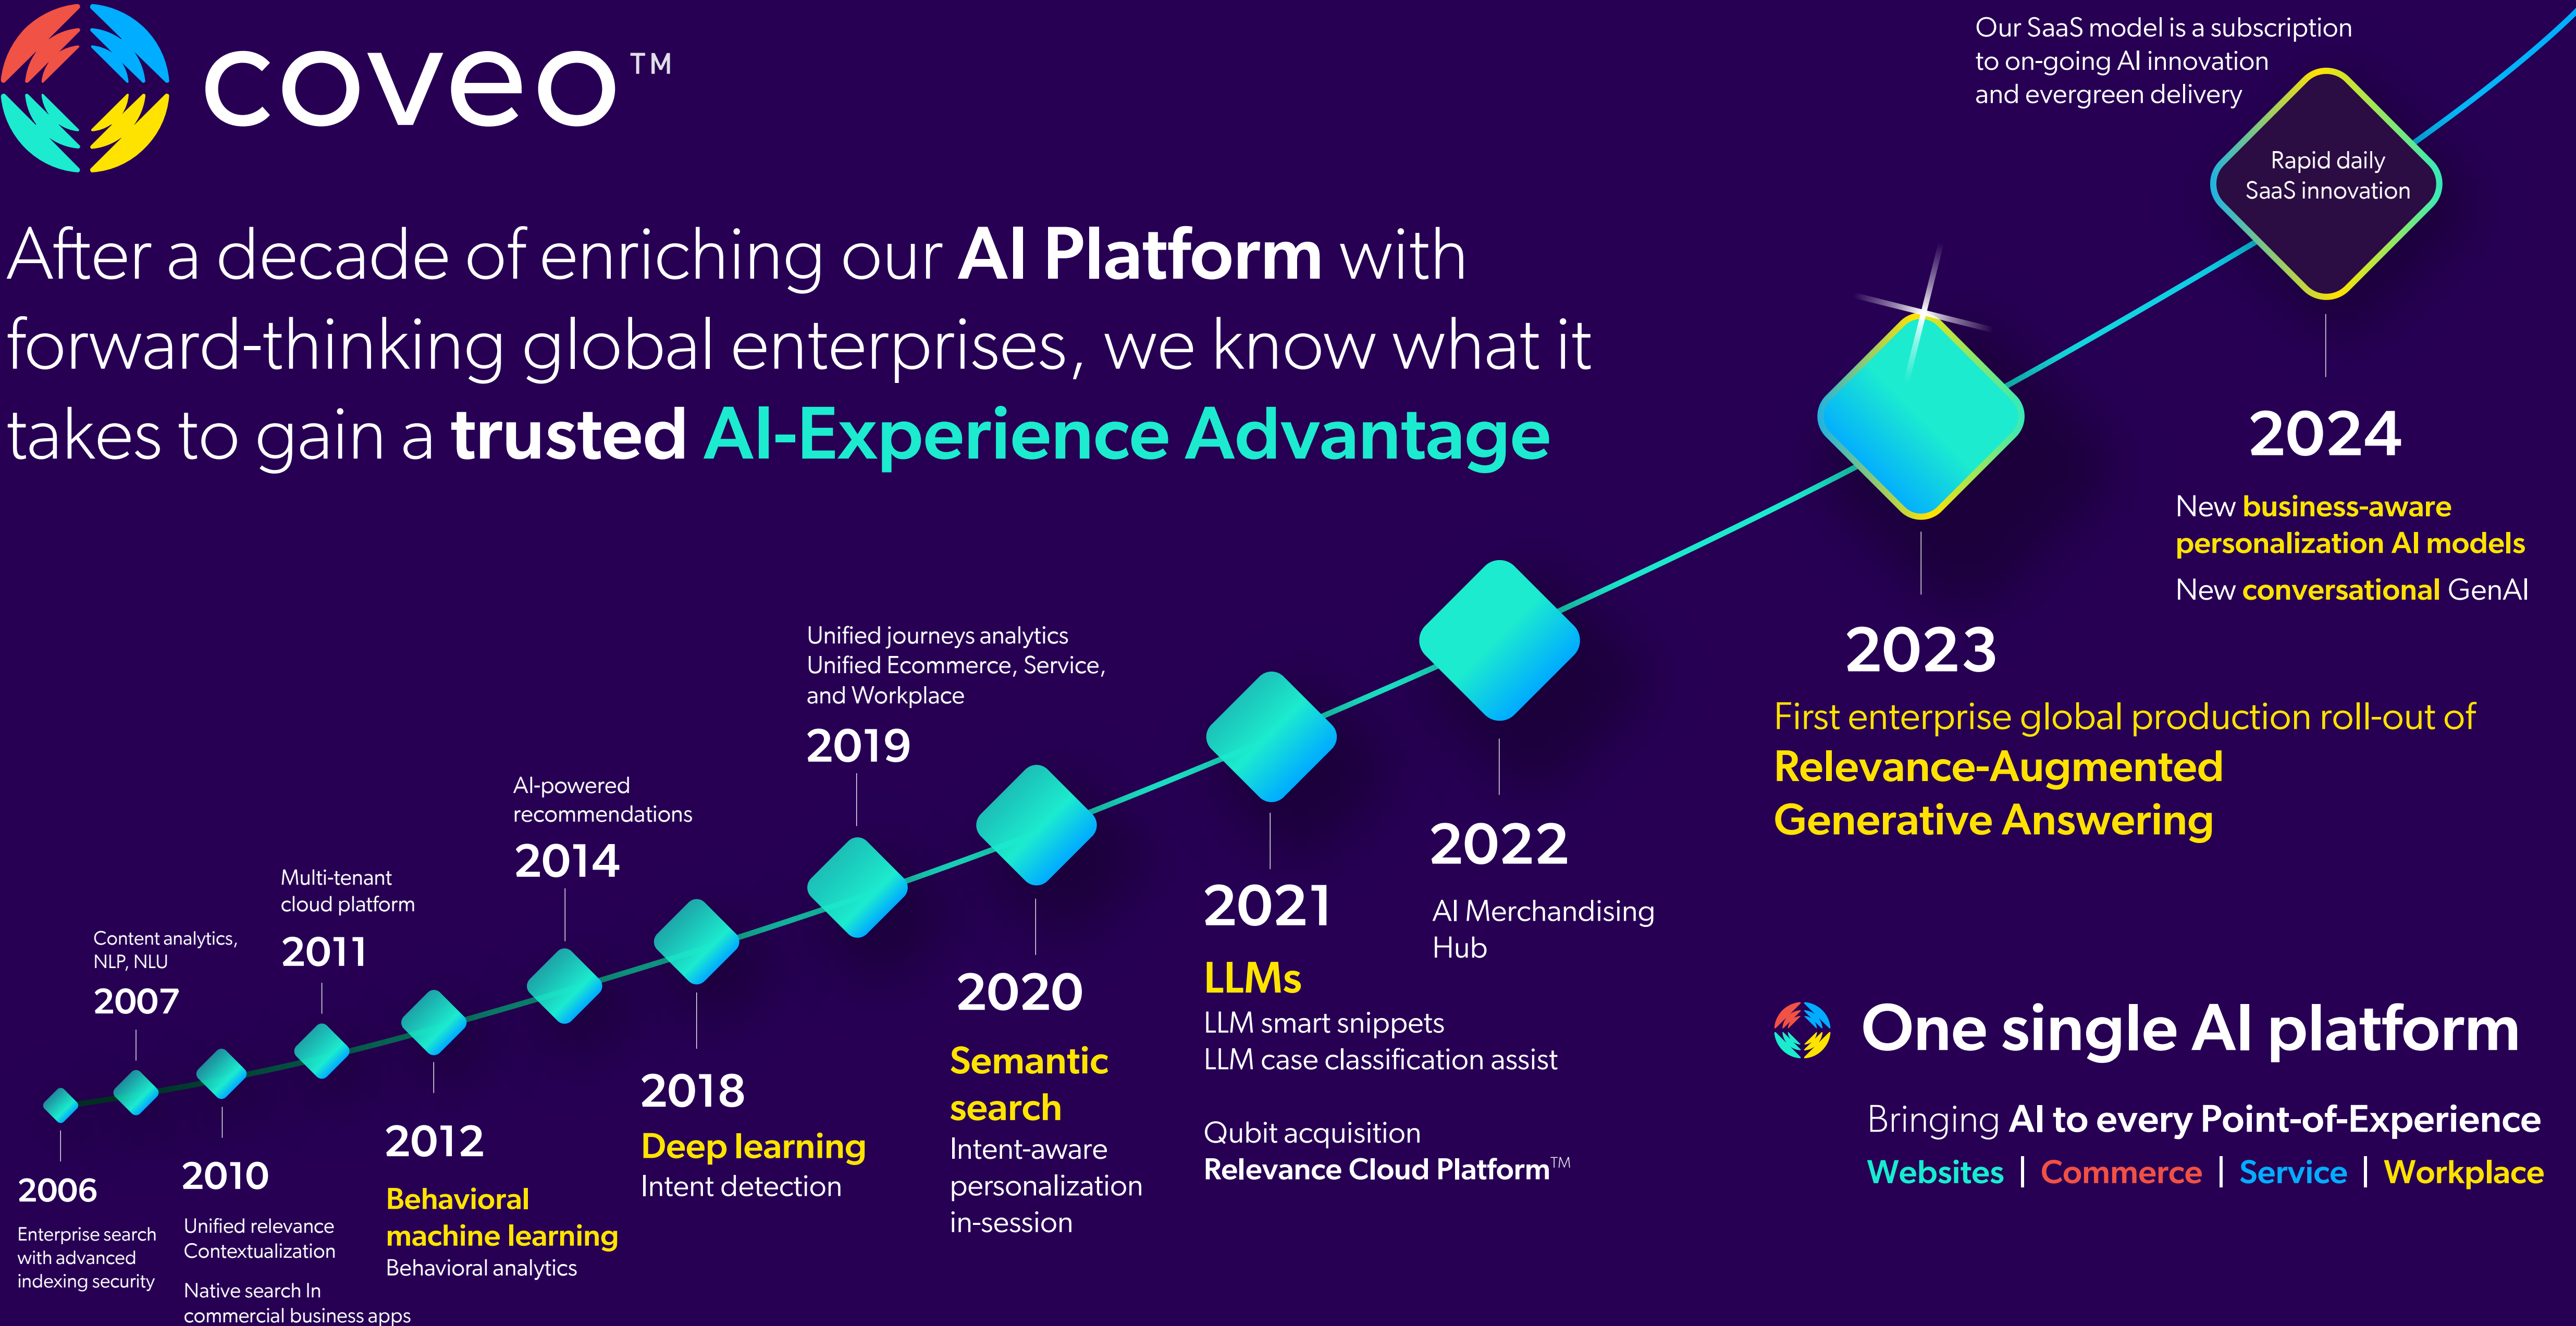 coveo™
After a decade of enriching our AI Platform with
forward-thinking global enterprises, we know what it
takes to gain a trusted AI-Experience Advantage
2006
Enterprise search
with advanced
indexing security
Content analytics,
NLP, NLU
2007
2010
Unified relevance
Contextualization
Native search In
commercial business apps
Multi-tenant
cloud platform
2011
2012
Behavioral
machine learning
Behavioral analytics
AI-powered
recommendations
2014
2018
Deep learning
Intent detection
Unified journeys analytics
Unified Ecommerce, Service,
and Workplace
2019
2020
Semantic
search
Intent-aware
personalization
in-session
2021
LLMs
LLM smart snippets
LLM case classification assist
Qubit acquisition
Relevance Cloud Platform™
2022
AI Merchandising
Hub
2023
First enterprise global production roll-out of
Relevance-Augmented
Generative Answering
Our SaaS model is a subscription
to on-going AI innovation
and evergreen delivery
Rapid daily
SaaS innovation
2024
New business-aware
personalization AI models
New conversational GenAI
One single AI platform
Bringing AI to every Point-of-Experience
Websites | Commerce | Service | Workplace